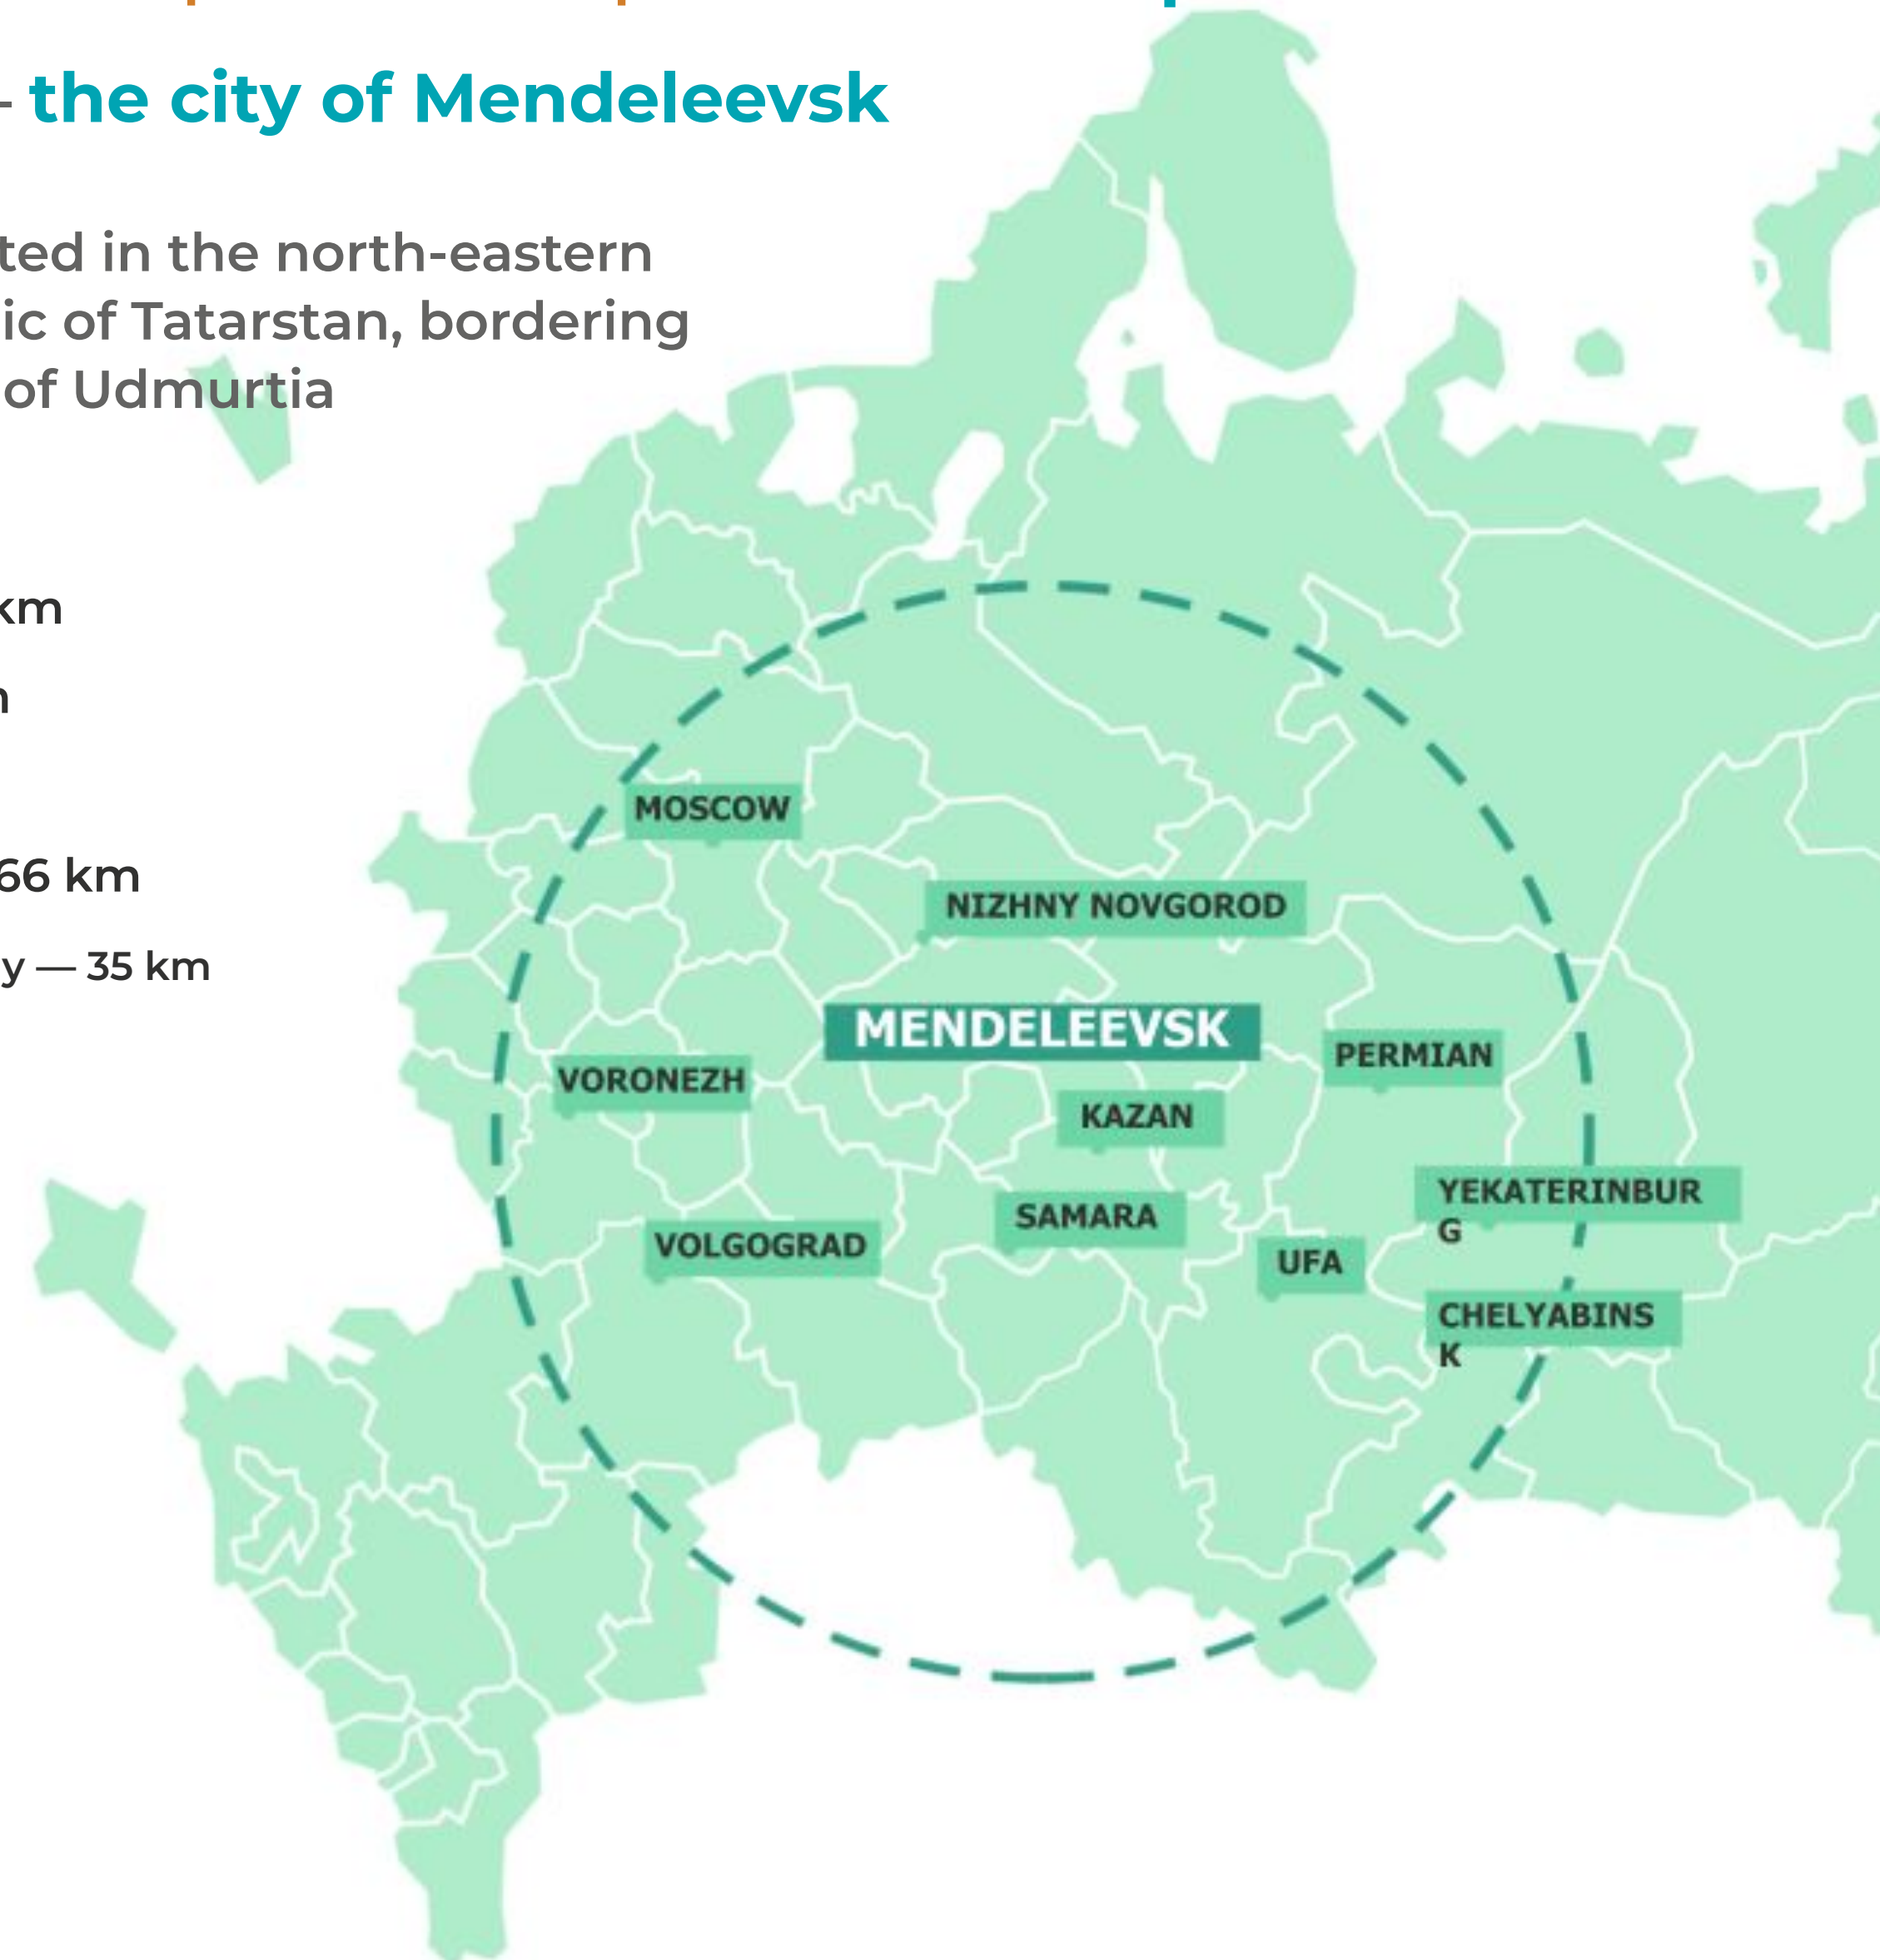 – the city of Mendeleevsk
ted in the north-eastern
ic of Tatarstan, bordering
of Udmurtia
km
66 km
y — 35 km
MOSCOW
NIZHNY NOVGOROD
MENDELEEVSK
PERMIAN
VORONEZH
KAZAN
YEKATERINBUR
G
SAMARA
VOLGOGRAD
UFA
CHELYABINS
K